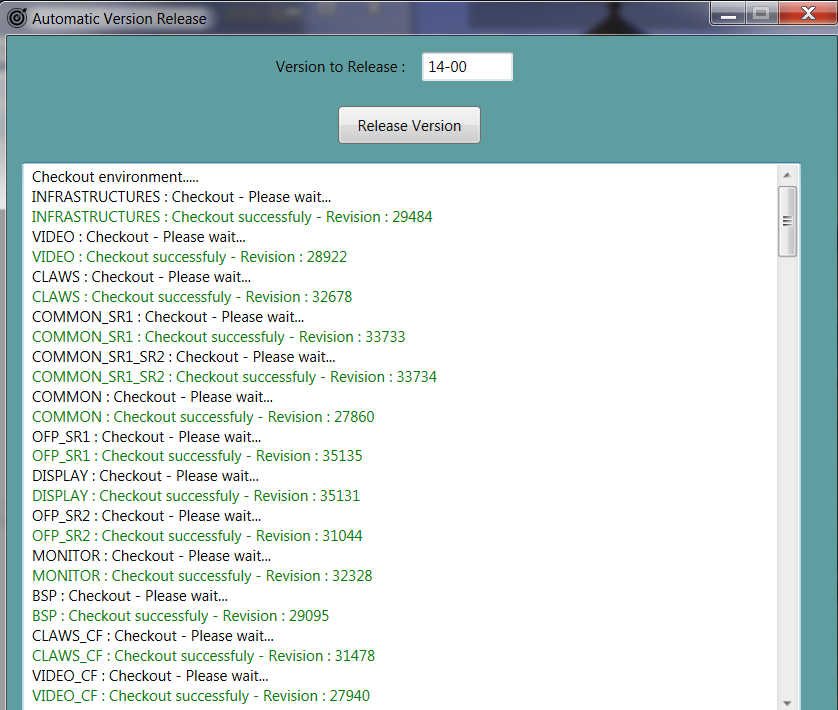 Automatic Version Release
Version to Release : 14-00
Release Version
Checkout environment.....
INFRASTRUCTURES : Checkout - Please wait...
INFRASTRUCTURES : Checkout successfuly - Revision : 29484
VIDEO : Checkout - Please wait...
VIDEO : Checkout successfuly - Revision : 28922
CLAWS : Checkout - Please wait...
CLAWS : Checkout successfuly - Revision : 32678
COMMON_SR1 : Checkout - Please wait...
COMMON_SR1 : Checkout successfuly - Revision : 33733
COMMON_SR1_SR2 : Checkout - Please wait...
COMMON_SR1_SR2 : Checkout successfuly - Revision : 33734
COMMON : Checkout - Please wait...
COMMON : Checkout successfuly - Revision : 27860
OFP_SR1 : Checkout - Please wait...
OFP_SR1 : Checkout successfuly - Revision : 35135
DISPLAY : Checkout - Please wait...
DISPLAY : Checkout successfuly - Revision : 35131
OFP_SR2 : Checkout - Please wait...
OFP_SR2 : Checkout successfuly - Revision : 31044
MONITOR : Checkout - Please wait...
MONITOR : Checkout successfuly - Revision : 32328
BSP : Checkout - Please wait...
BSP : Checkout successfuly - Revision : 29095
CLAWS_CF : Checkout - Please wait...
CLAWS_CF : Checkout successfuly - Revision : 31478
VIDEO_CF : Checkout - Please wait...
VIDEO_CF : Checkout successfuly - Revision : 27940